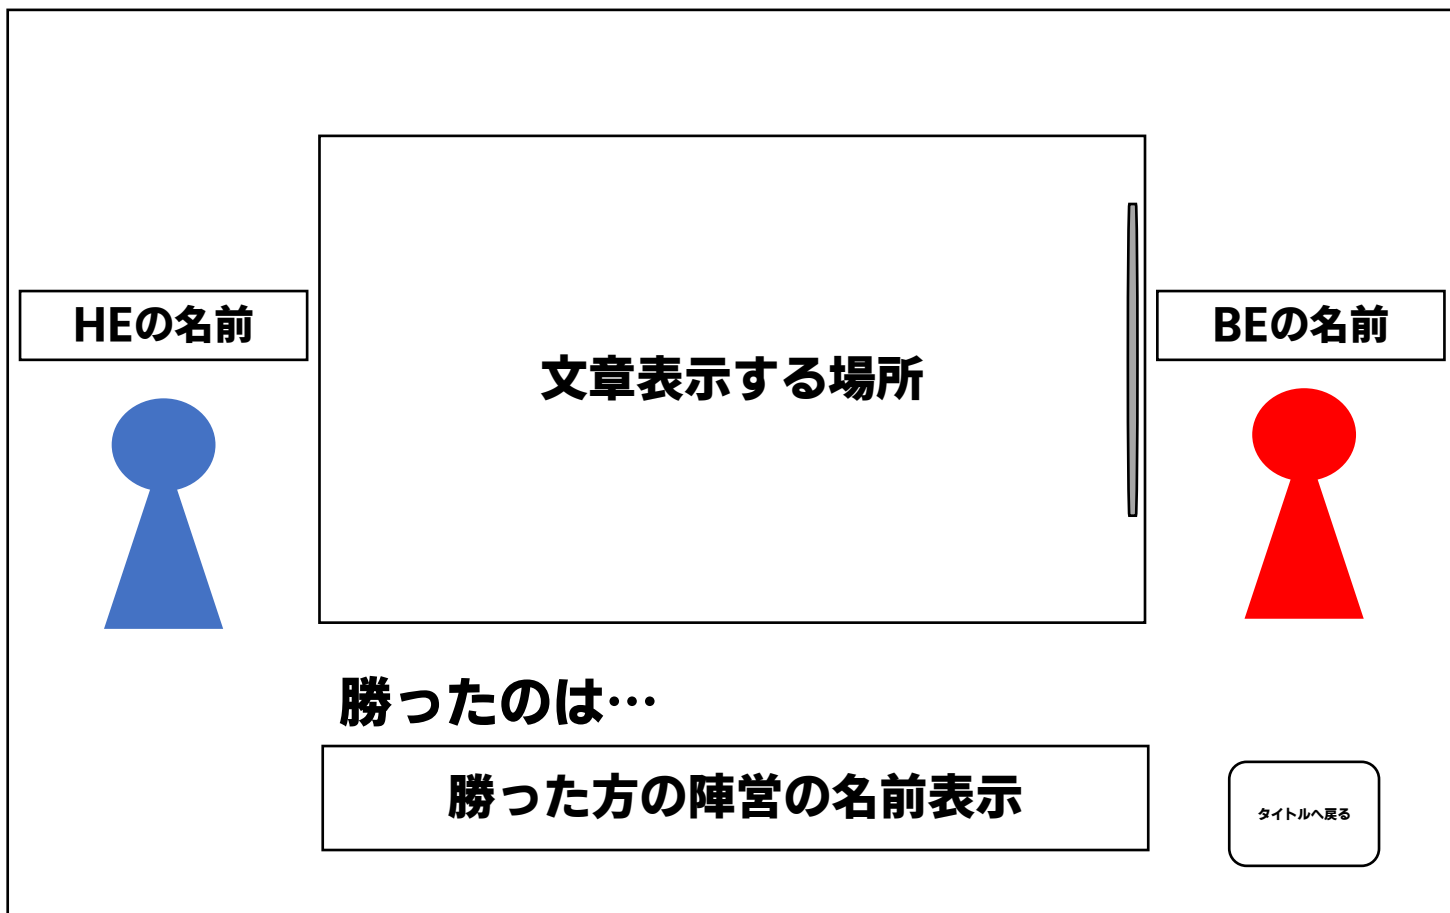 HEの名前
文章表示する場所
BEの名前
勝ったのは…
勝った方の陣営の名前表示
タイトルへ戻る